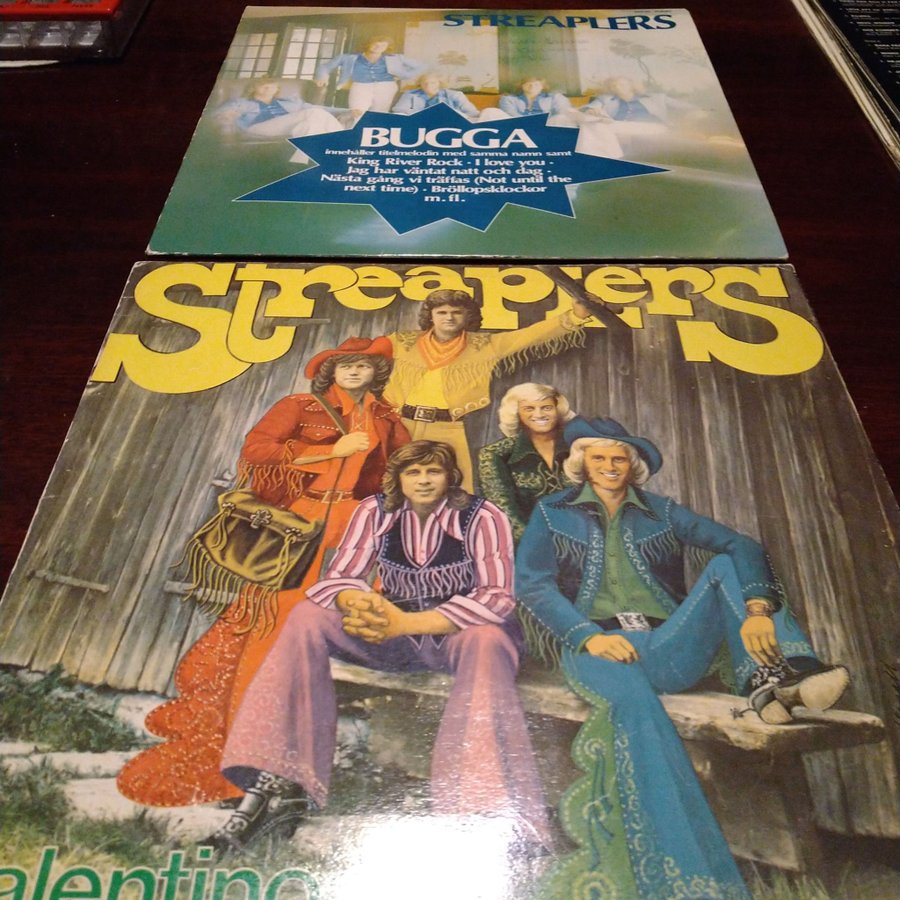 STREAPLERS
BUGGA
innehåller titelmelodin med samma namn samt
King River Rock · I love you ·
Jag har väntat natt och dag ·
Nästa gång vi träffas (Not until the
next time) · Bröllopsklockor
m. fl.
Streaplers
alentino